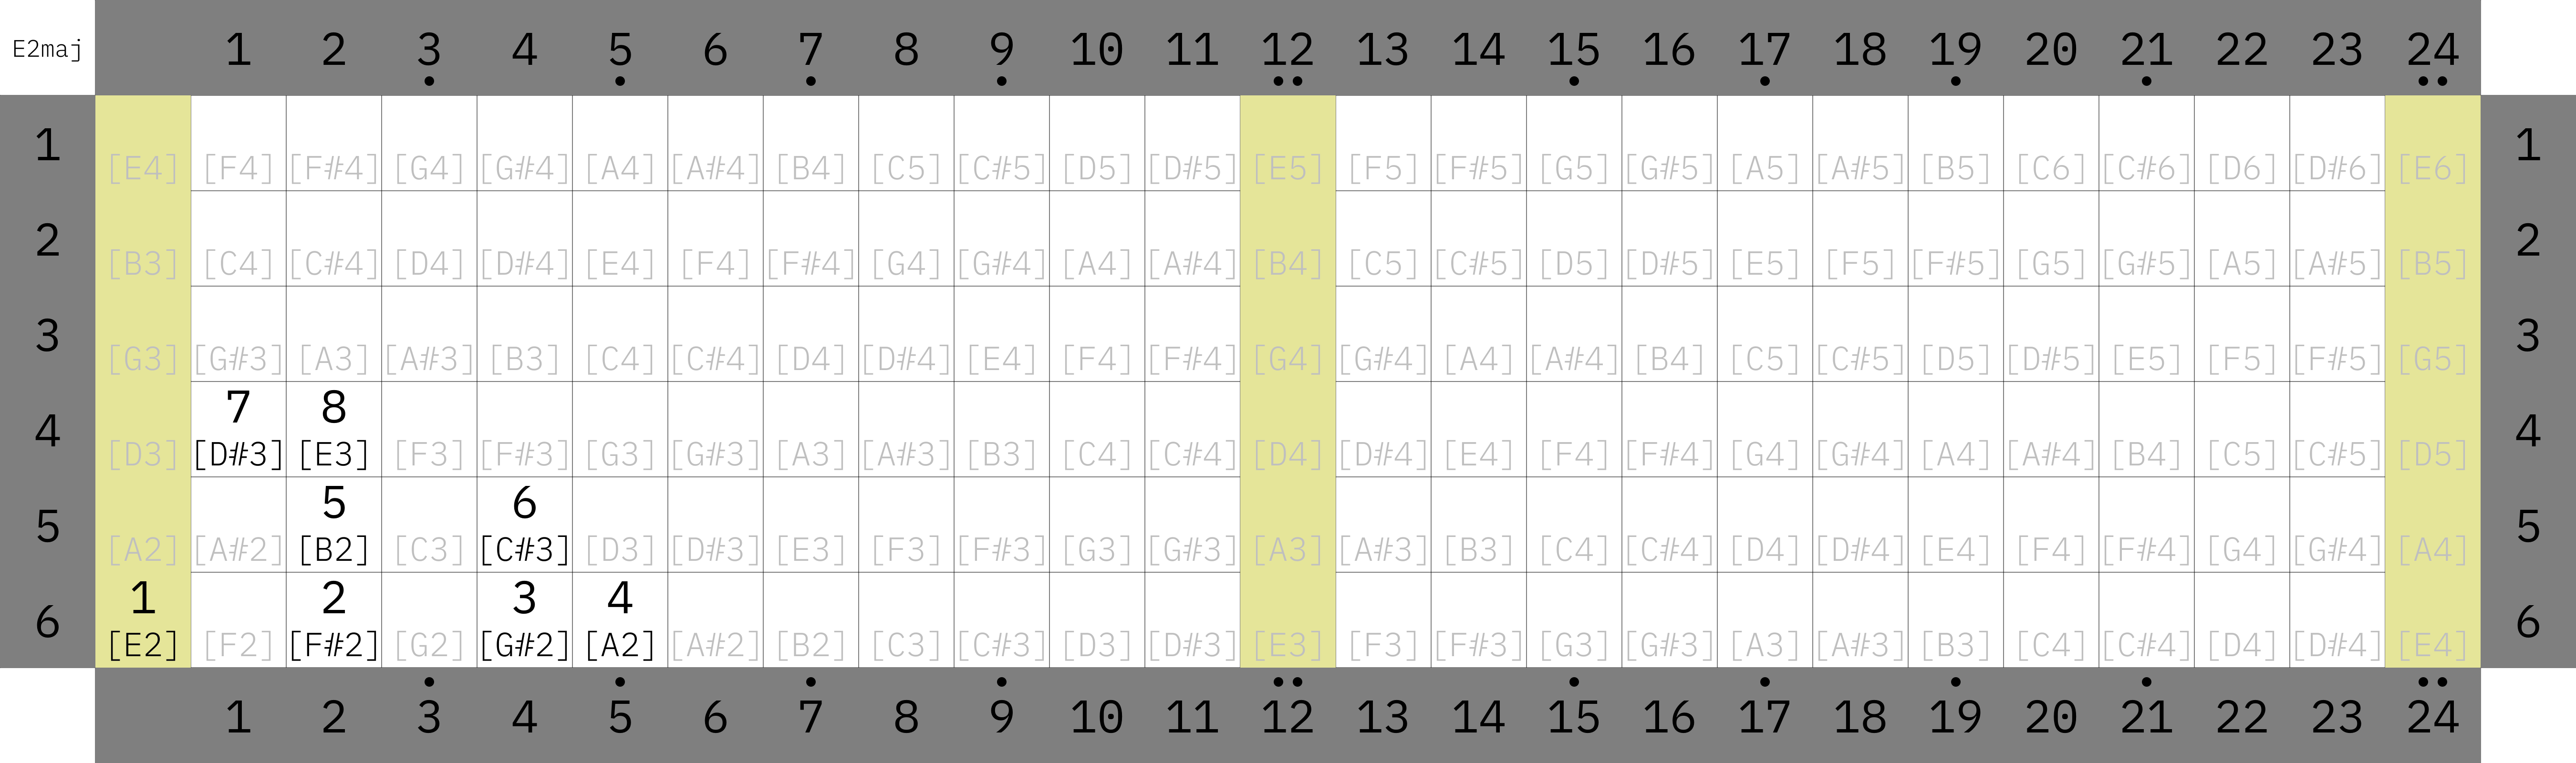 E2maj 1 2 3 4 5 6 7 8 9 10 11 12 13 14 15 16 17 18 19 20 21 22 23 24
1 [E4] [F4] [F#4] [G4] [G#4] [A4] [A#4] [B4] [C5] [C#5] [D5] [D#5] [E5] [F5] [F#5] [G5] [G#5] [A5] [A#5] [B5] [C6] [C#6] [D6] [D#6] [E6] 1
2 [B3] [C4] [C#4] [D4] [D#4] [E4] [F4] [F#4] [G4] [G#4] [A4] [A#4] [B4] [C5] [C#5] [D5] [D#5] [E5] [F5] [F#5] [G5] [G#5] [A5] [A#5] [B5] 2
3 [G3] [G#3] [A3] [A#3] [B3] [C4] [C#4] [D4] [D#4] [E4] [F4] [F#4] [G4] [G#4] [A4] [A#4] [B4] [C5] [C#5] [D5] [D#5] [E5] [F5] [F#5] [G5] 3
7 8
4 [D3] [D#3] [E3] [F3] [F#3] [G3] [G#3] [A3] [A#3] [B3] [C4] [C#4] [D4] [D#4] [E4] [F4] [F#4] [G4] [G#4] [A4] [A#4] [B4] [C5] [C#5] [D5] 4
5 6
5 [A2] [A#2] [B2] [C3] [C#3] [D3] [D#3] [E3] [F3] [F#3] [G3] [G#3] [A3] [A#3] [B3] [C4] [C#4] [D4] [D#4] [E4] [F4] [F#4] [G4] [G#4] [A4] 5
1 2 3 4
6 [E2] [F2] [F#2] [G2] [G#2] [A2] [A#2] [B2] [C3] [C#3] [D3] [D#3] [E3] [F3] [F#3] [G3] [G#3] [A3] [A#3] [B3] [C4] [C#4] [D4] [D#4] [E4] 6
1 2 3 4 5 6 7 8 9 10 11 12 13 14 15 16 17 18 19 20 21 22 23 24